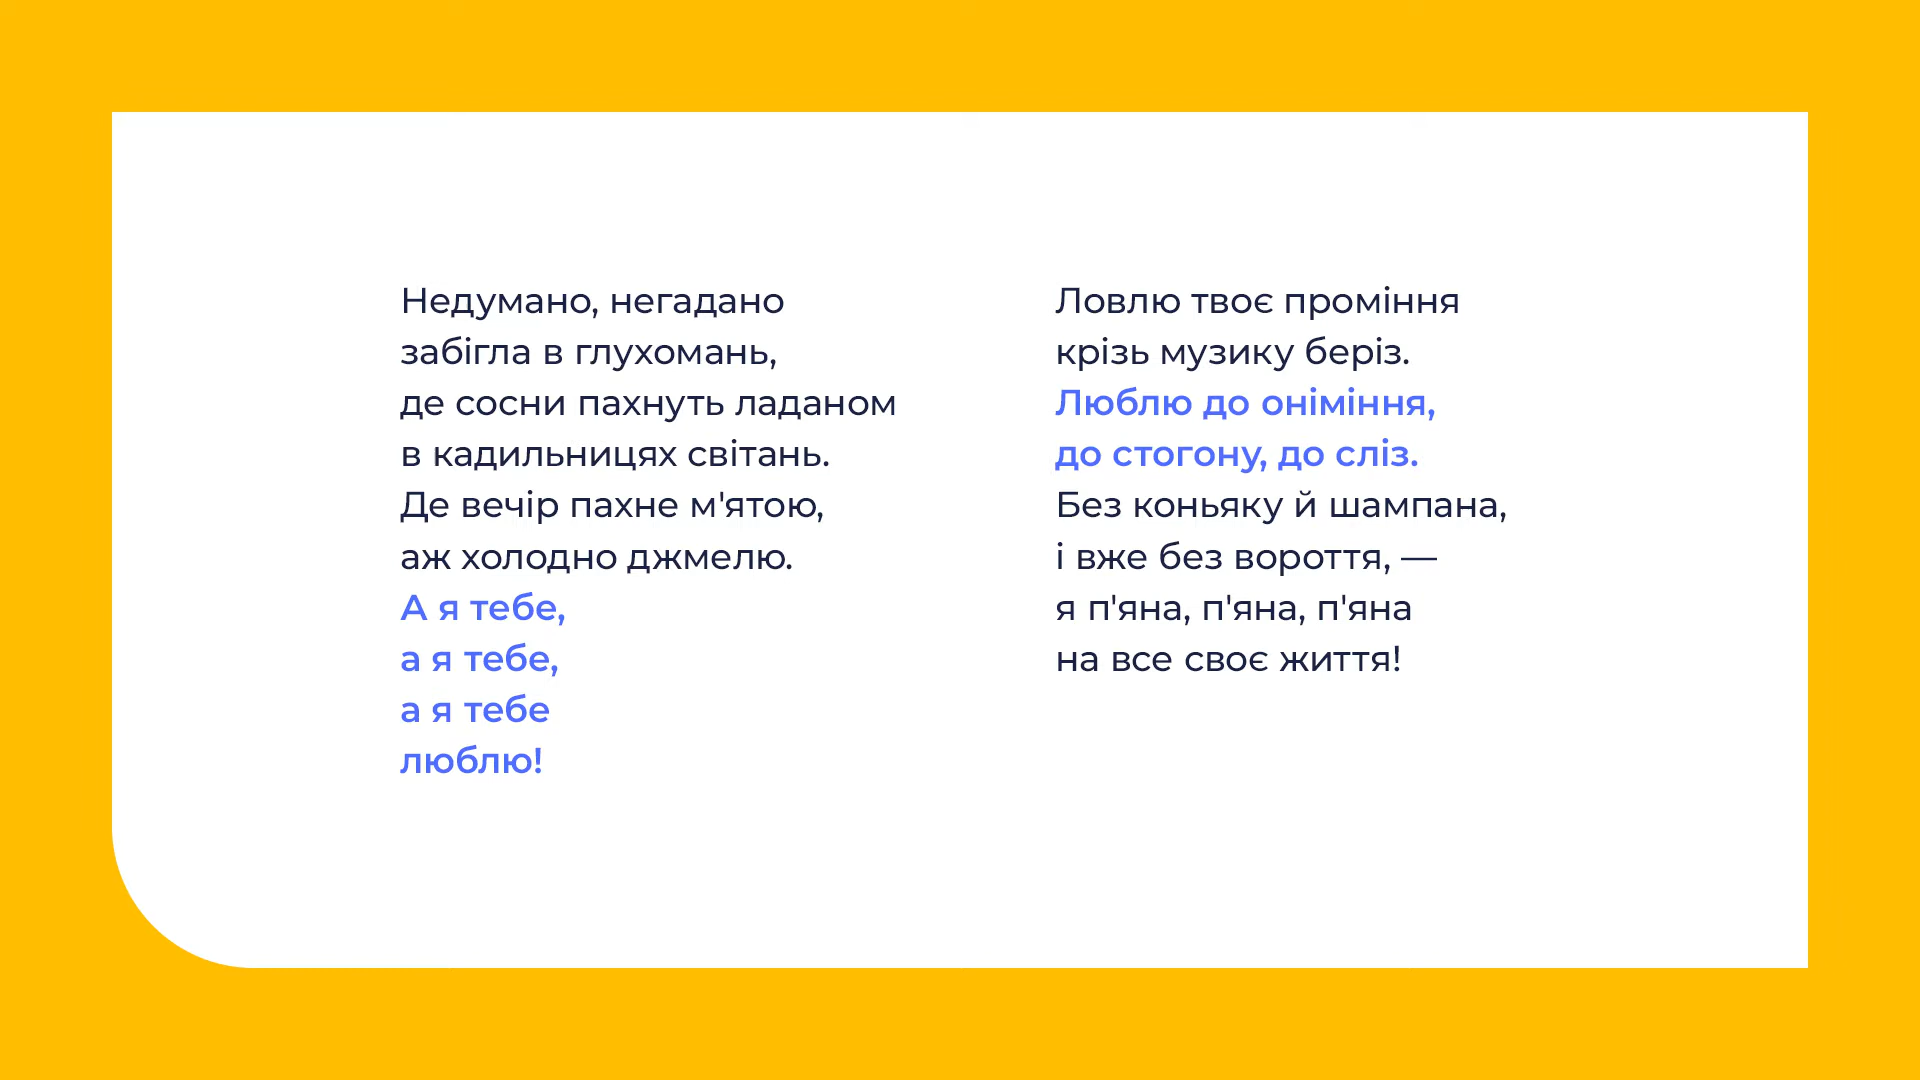 Недумано, негадано
забігла в глухомань,
де сосни пахнуть ладаном
в кадильницях світань.
Де вечір пахне м'ятою,
аж холодно джмелю.
А я тебе,
а я тебе,
а я тебе
люблю!
Ловлю твоє проміння
крізь музику беріз.
Люблю до оніміння,
до стогону, до сліз.
Без коньяку й шампана,
і вже без вороття, —
я п'яна, п'яна, п'яна
на все своє життя!